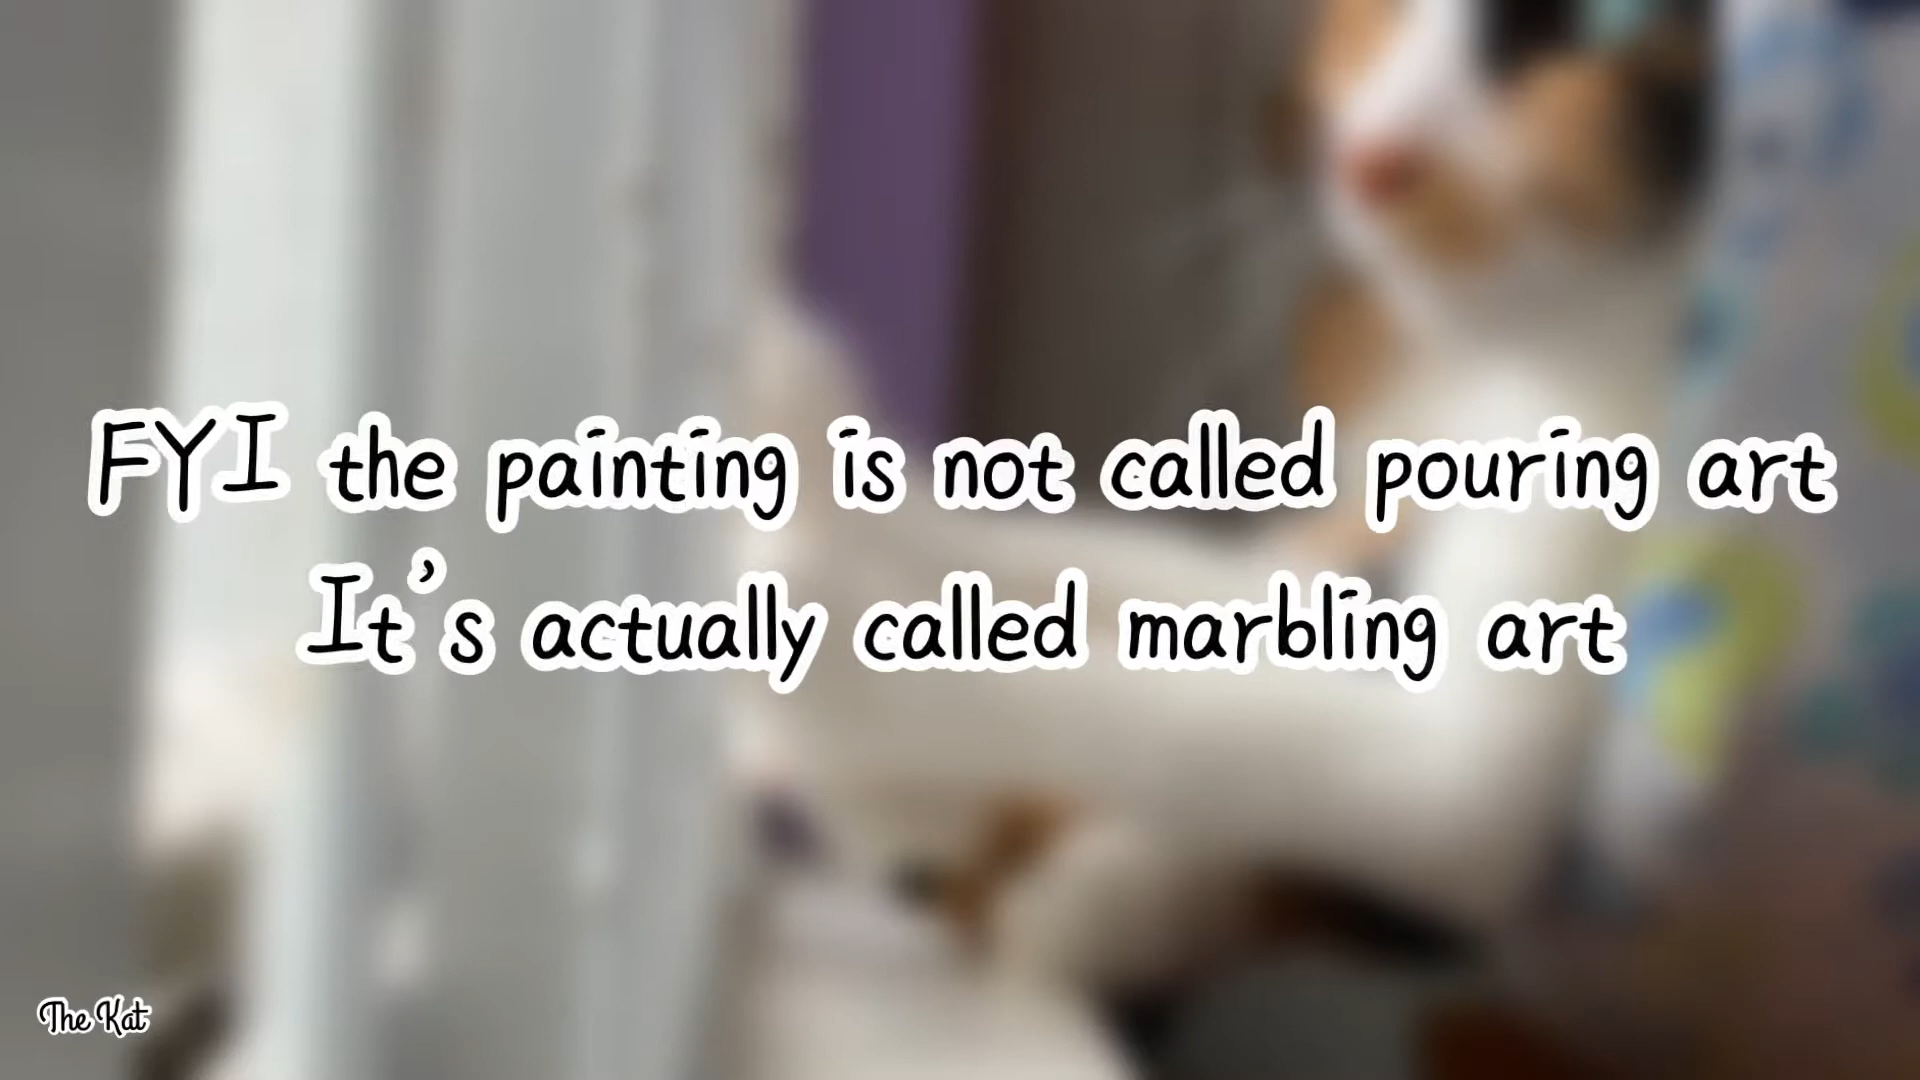 FYI the painting is not called pouring art
It's actually called marbling art
The Kat